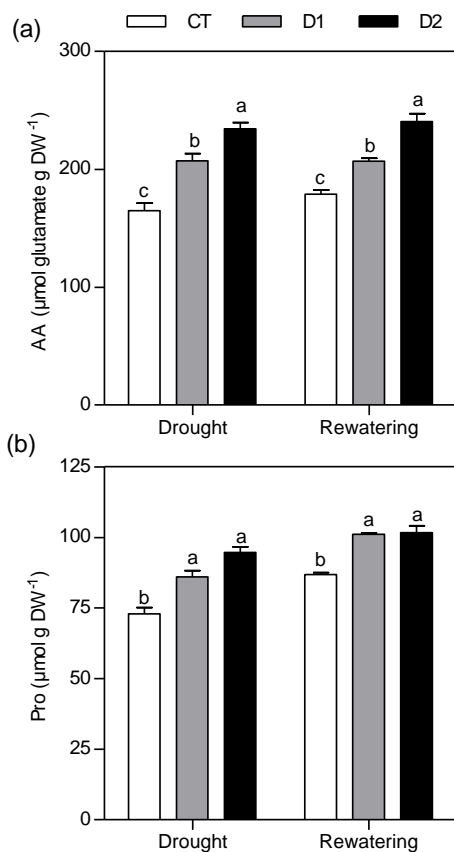 (a)
CT D1 D2
AA (µmol glutamate g DW⁻¹)
300
200
100
0
c b a
c b a
Drought Rewatering
(b)
Pro (µmol g DW⁻¹)
125
100
75
50
25
0
b a a
b a a
Drought Rewatering